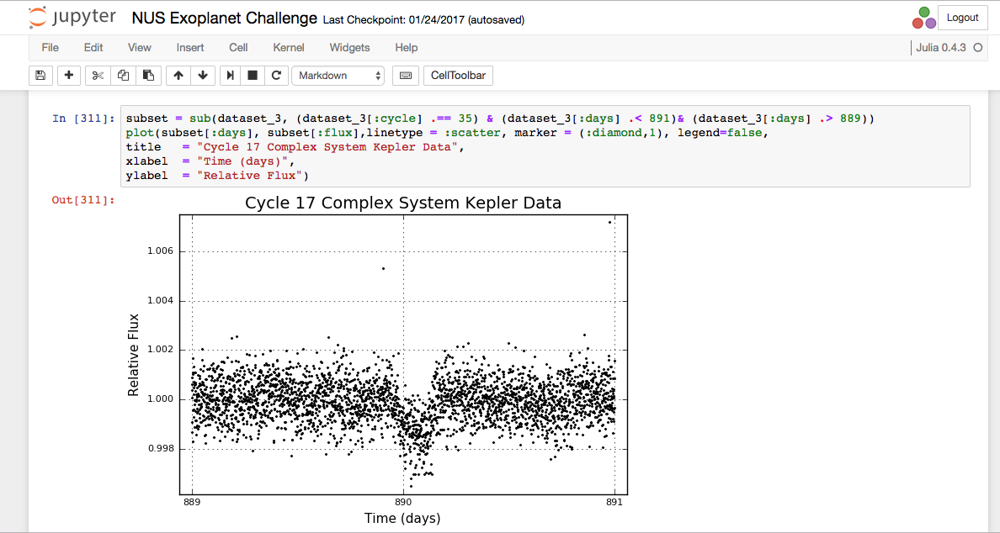 jupyter NUS Exoplanet Challenge Last Checkpoint: 01/24/2017 (autosaved) Logout
File Edit View Insert Cell Kernel Widgets Help Julia 0.4.3
Markdown CellToolbar
In [311]: subset = sub(dataset_3, (dataset_3[:cycle] .== 35) & (dataset_3[:days] .< 891)& (dataset_3[:days] .> 889))
plot(subset[:days], subset[:flux],linetype = :scatter, marker = (:diamond,1), legend=false,
title   = "Cycle 17 Complex System Kepler Data",
xlabel  = "Time (days)",
ylabel  = "Relative Flux")
Out[311]:
Cycle 17 Complex System Kepler Data
Relative Flux
1.006
1.004
1.002
1.000
0.998
889 890 891
Time (days)